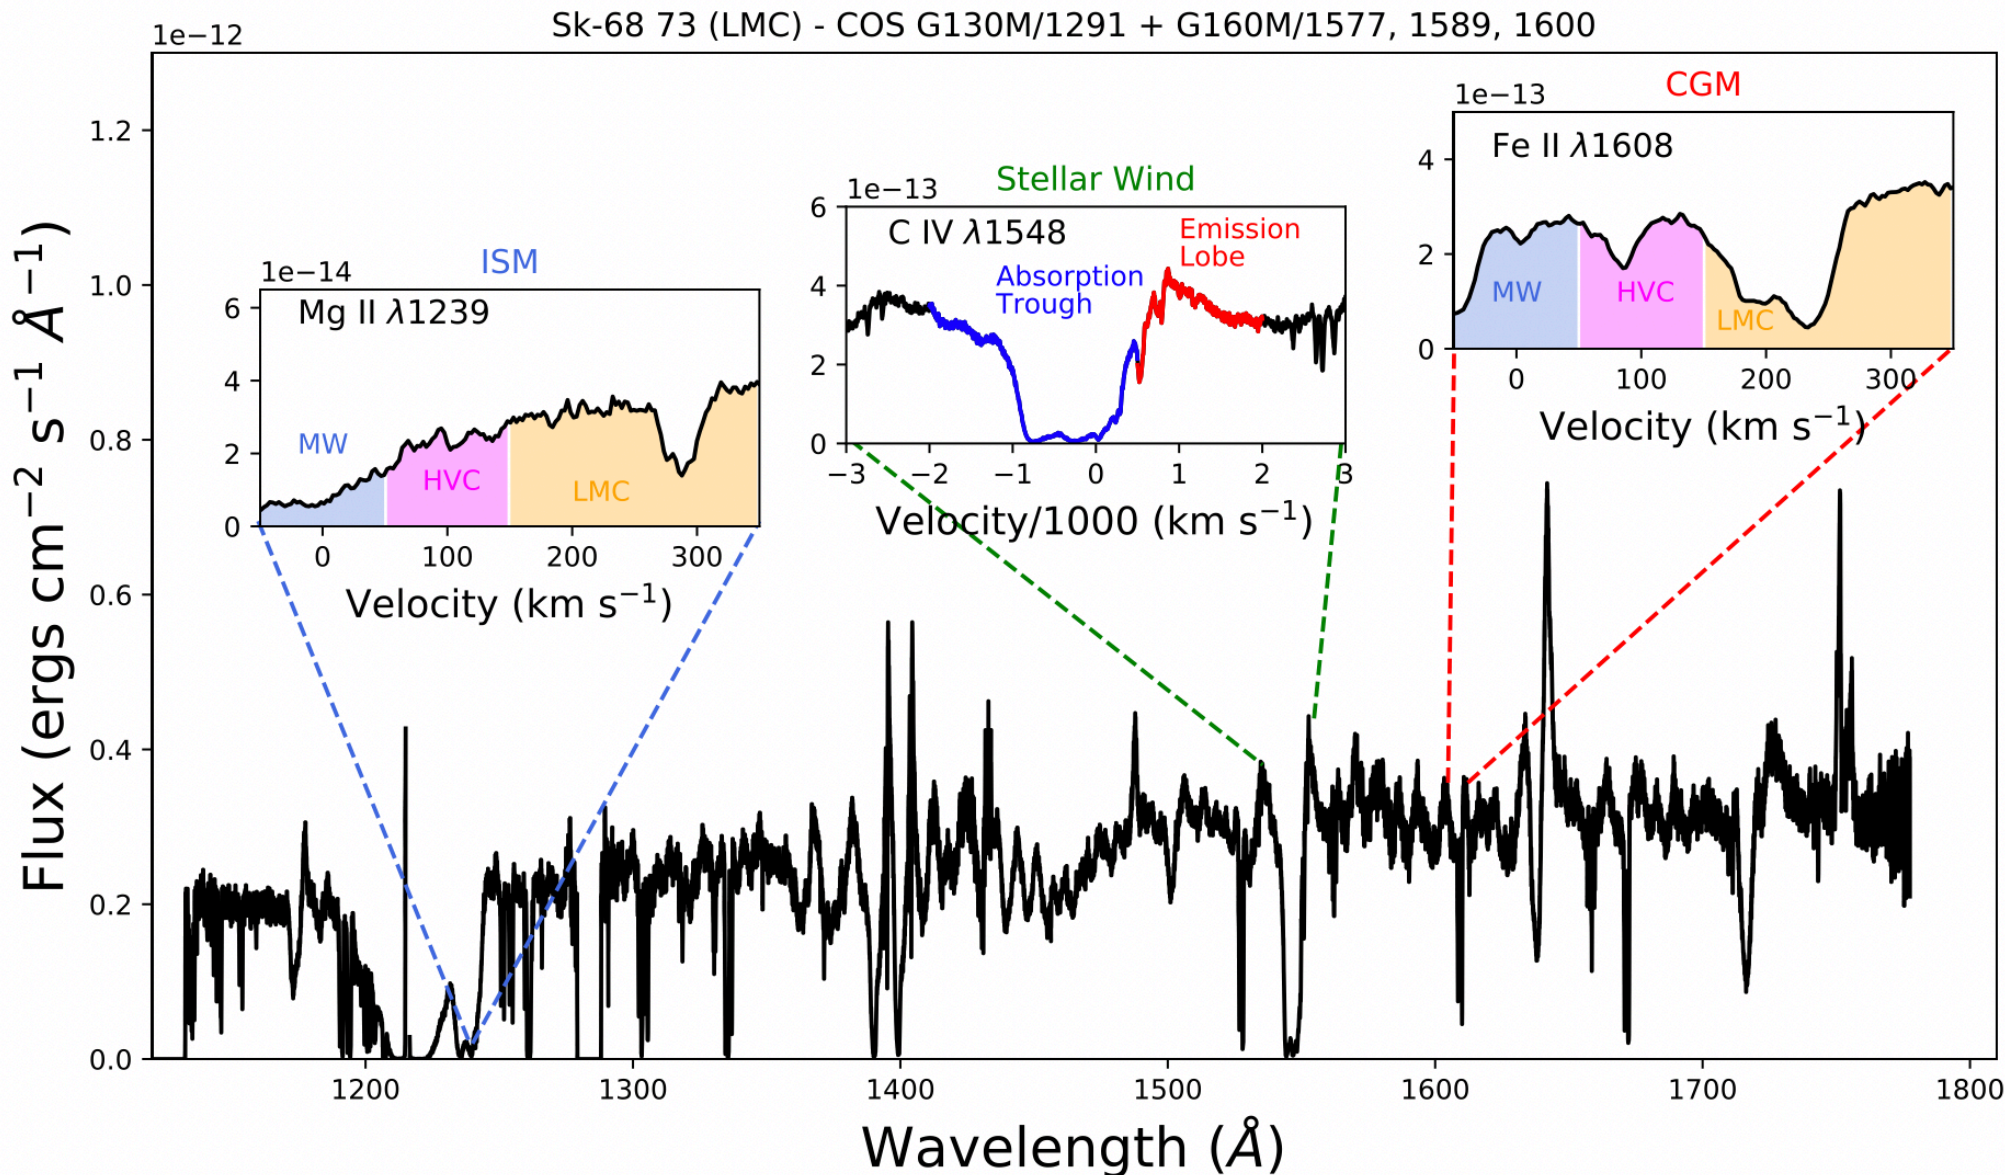 Sk-68 73 (LMC) - COS G130M/1291 + G160M/1577, 1589, 1600
1e−12
Flux (ergs cm⁻² s⁻¹ Å⁻¹)
1.2
1.0
0.8
0.6
0.4
0.2
0.0
ISM
1e−14
Mg II λ1239
6
4
2
0
MW
HVC
LMC
0 100 200 300
Velocity (km s⁻¹)
Stellar Wind
1e−13
C IV λ1548
6
4
2
0
Absorption
Trough
Emission
Lobe
−3 −2 −1 0 1 2 3
Velocity/1000 (km s⁻¹)
CGM
1e−13
Fe II λ1608
4
2
0
MW
HVC
LMC
0 100 200 300
Velocity (km s⁻¹)
1200 1300 1400 1500 1600 1700 1800
Wavelength (Å)